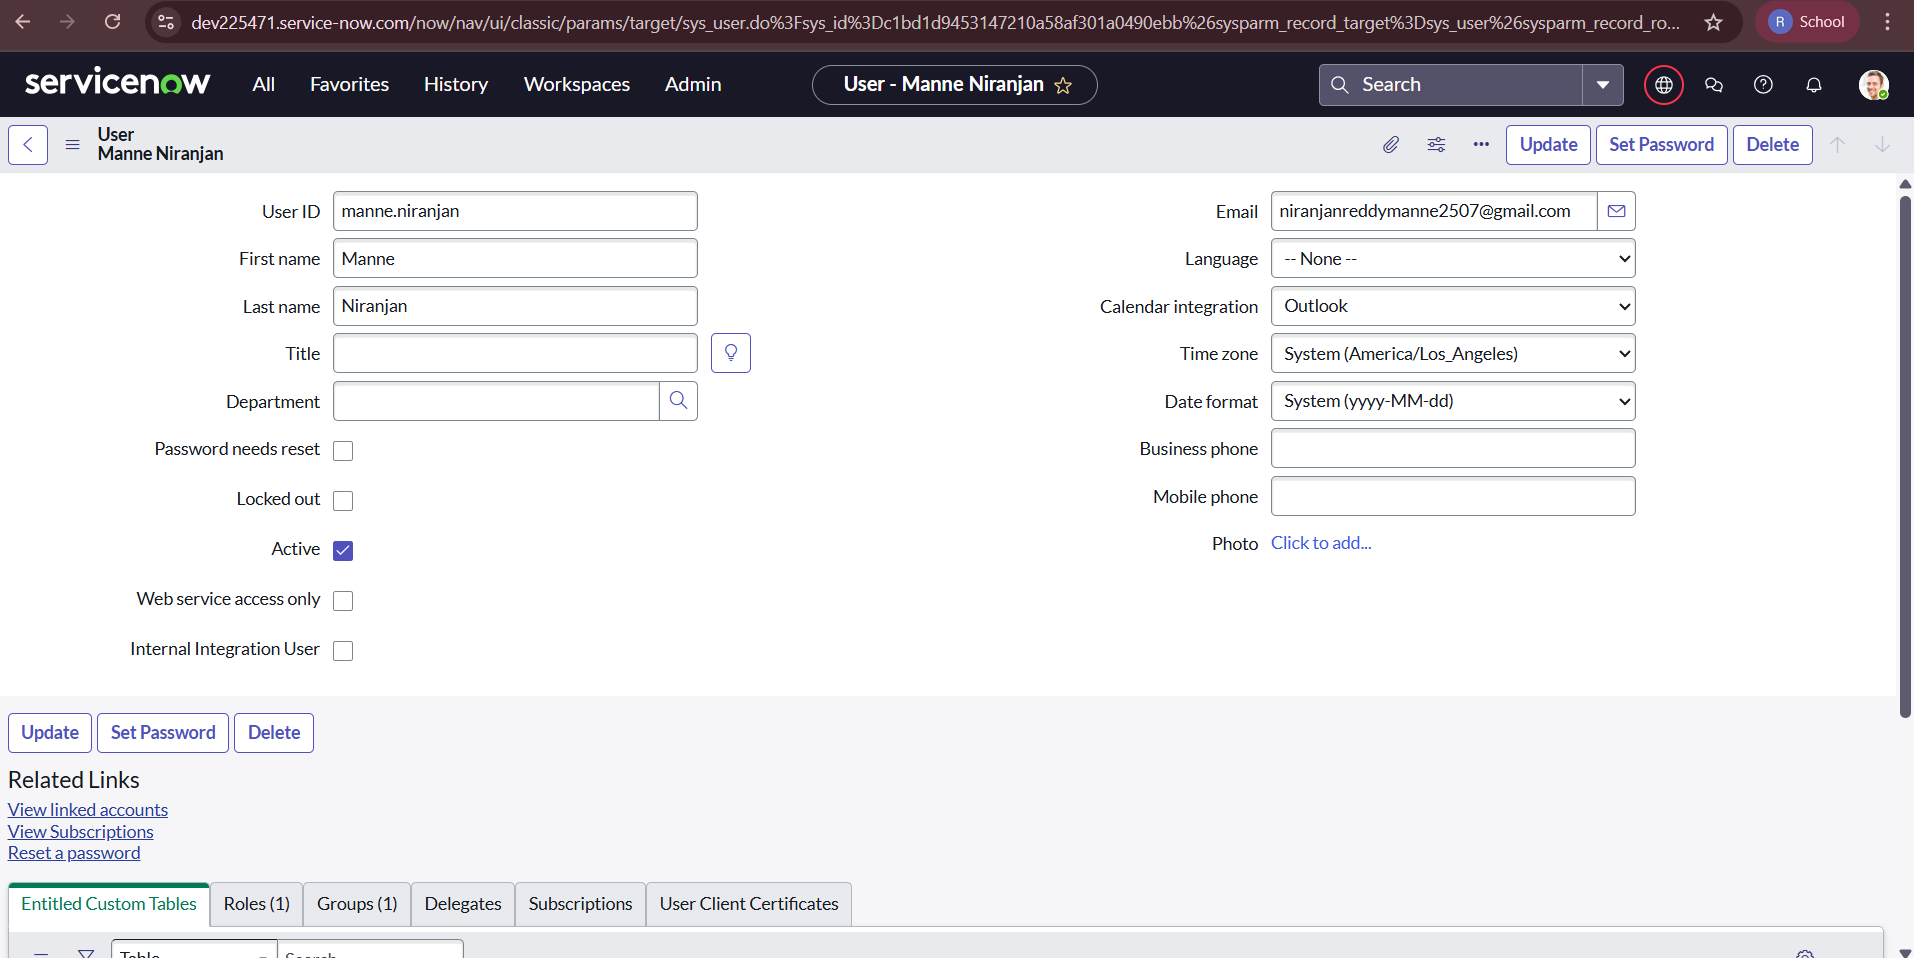 dev225471.service-now.com/now/nav/ui/classic/params/target/sys_user.do%3Fsys_id%3Dc1bd1d9453147210a58af301a0490ebb%26sysparm_record_target%3Dsys_user%26sysparm_record_ro...
R School
servicenow All Favorites History Workspaces Admin User - Manne Niranjan Search
User
Manne Niranjan
Update Set Password Delete
User ID manne.niranjan
Email niranjanreddymanne2507@gmail.com
First name Manne
Language -- None --
Last name Niranjan
Calendar integration Outlook
Title
Time zone System (America/Los_Angeles)
Department
Date format System (yyyy-MM-dd)
Password needs reset
Business phone
Locked out
Mobile phone
Active
Photo Click to add...
Web service access only
Internal Integration User
Update Set Password Delete
Related Links
View linked accounts
View Subscriptions
Reset a password
Entitled Custom Tables Roles (1) Groups (1) Delegates Subscriptions User Client Certificates
Table Search